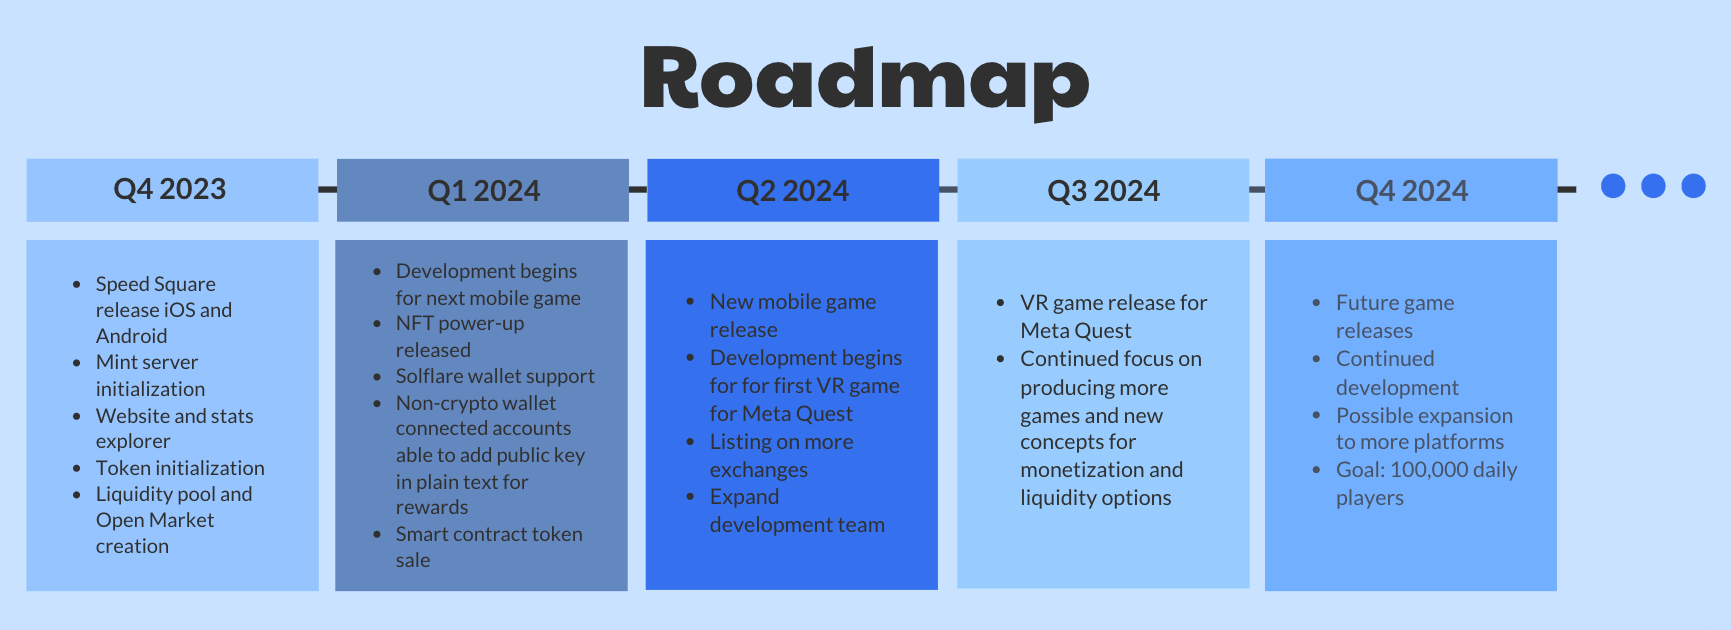 Roadmap
Q4 2023
Q1 2024
Q2 2024
Q3 2024
Q4 2024
• Speed Square
release iOS and
Android
• Mint server
initialization
• Website and stats
explorer
• Token initialization
• Liquidity pool and
Open Market
creation
• Development begins
for next mobile game
• NFT power-up
released
• Solflare wallet support
• Non-crypto wallet
connected accounts
able to add public key
in plain text for
rewards
• Smart contract token
sale
• New mobile game
release
• Development begins
for for first VR game
for Meta Quest
• Listing on more
exchanges
• Expand
development team
• VR game release for
Meta Quest
• Continued focus on
producing more
games and new
concepts for
monetization and
liquidity options
• Future game
releases
• Continued
development
• Possible expansion
to more platforms
• Goal: 100,000 daily
players